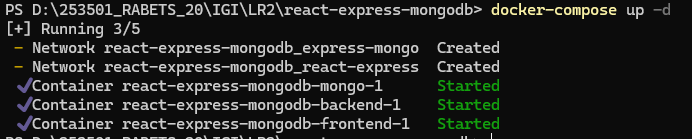 PS D:\253501_RABETS_20\IGI\LR2\react-express-mongodb> docker-compose up -d
[+] Running 3/5
- Network react-express-mongodb_express-mongo Created
- Network react-express-mongodb_react-express Created
✔Container react-express-mongodb-mongo-1 Started
✔Container react-express-mongodb-backend-1 Started
✔Container react-express-mongodb-frontend-1 Started